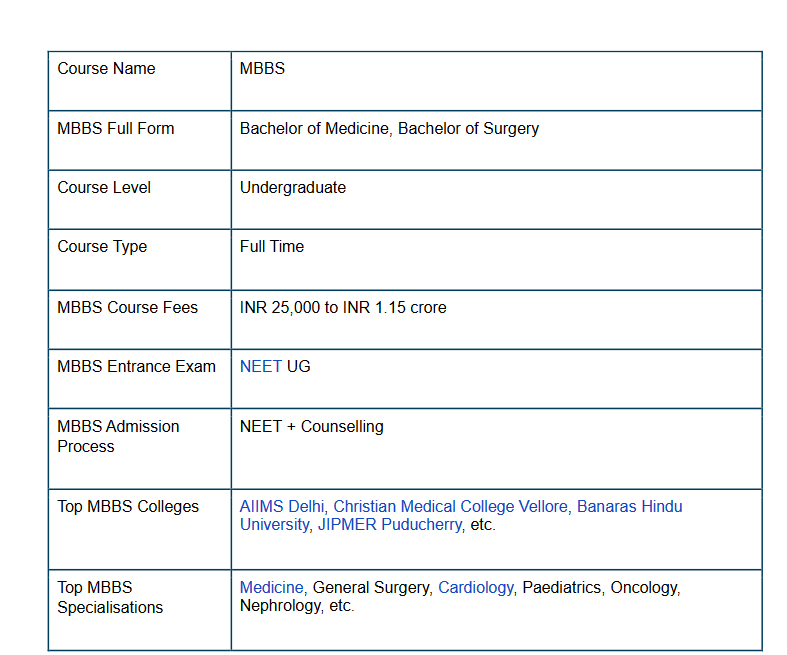 Course Name MBBS
MBBS Full Form Bachelor of Medicine, Bachelor of Surgery
Course Level Undergraduate
Course Type Full Time
MBBS Course Fees INR 25,000 to INR 1.15 crore
MBBS Entrance Exam NEET UG
MBBS Admission
Process
NEET + Counselling
Top MBBS Colleges
AIIMS Delhi, Christian Medical College Vellore, Banaras Hindu
University, JIPMER Puducherry, etc.
Top MBBS
Specialisations
Medicine, General Surgery, Cardiology, Paediatrics, Oncology,
Nephrology, etc.